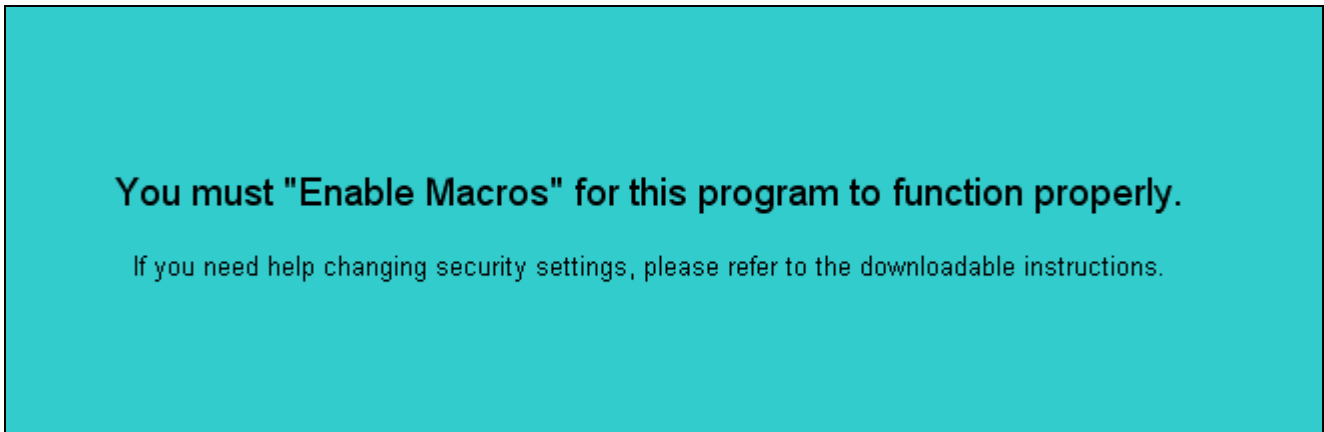 You must "Enable Macros" for this program to function properly.
If you need help changing security settings, please refer to the downloadable instructions.